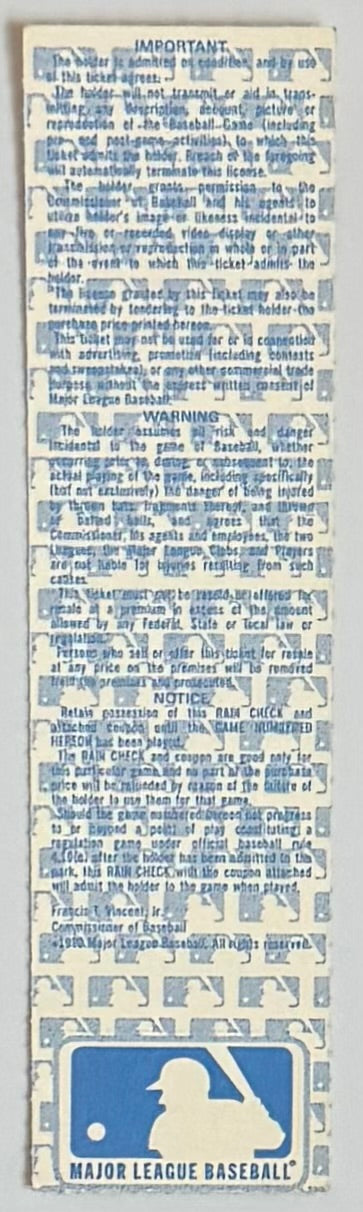 IMPORTANT
The holder is admitted on condition, and by use
of this ticket agrees:
The holder will not transmit or aid in trans-
mitting any description, account, picture or
reproduction of the Baseball Game (including
pre- and post-game activities) to which this
ticket admits the holder. Breach of the foregoing
will automatically terminate this license.
The holder grants permission to the
Commissioner of Baseball and his agents to
utilize holder's image or likeness incidental to
any live or recorded video display or other
transmission or reproduction in whole or in part
of the event to which this ticket admits the
holder.
The license granted by this ticket may also be
terminated by tendering to the ticket holder the
purchase price printed hereon.
This ticket may not be used for or in connection
with advertising, promotion (including contests
and sweepstakes), or any other commercial trade
purpose without the express written consent of
Major League Baseball.
WARNING
The holder assumes all risk and danger
incidental to the game of Baseball, whether
occurring prior to, during, or subsequent to, the
actual playing of the game, including specifically
(but not exclusively) the danger of being injured
by thrown bats, fragments thereof, and thrown
or batted balls, and agrees that the
Commissioner, his agents and employees, the two
Leagues, the Major League Clubs and Players
are not liable for injuries resulting from such
causes.
This ticket must not be resold or offered for
resale at a premium in excess of the amount
allowed by any Federal, State or local law or
regulation.
Persons who sell or offer this ticket for resale
at any price on the premises will be removed
from the premises and prosecuted.
NOTICE
Retain possession of this RAIN CHECK and
attached coupon until the GAME NUMBERED
HEREON has been played.
The RAIN CHECK and coupon are good only for
this particular game and no part of the purchase
price will be refunded by reason of the failure of
the holder to use them for that game.
Should the game numbered hereon not progress
to or beyond a point of play constituting a
regulation game under official baseball rule
4.10(c) after the holder has been admitted to the
park, this RAIN CHECK with the coupon attached
will admit the holder to the game when played.
Francis T. Vincent, Jr.
Commissioner of Baseball
©1990 Major League Baseball. All rights reserved.
MAJOR LEAGUE BASEBALL®